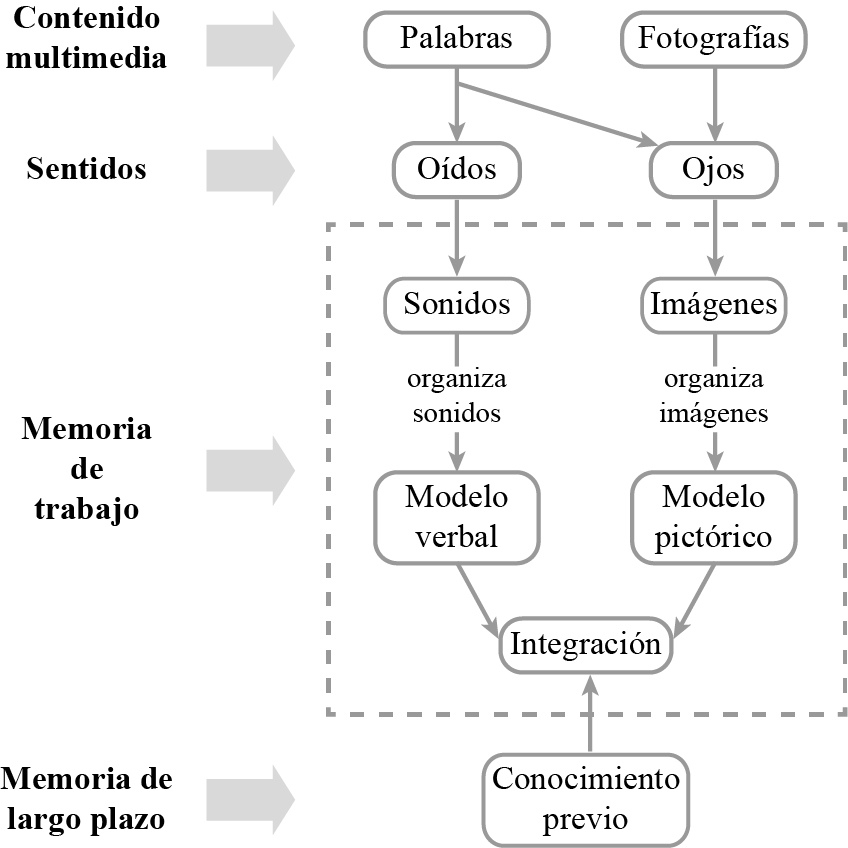 Contenido
multimedia
Palabras
Fotografías
Sentidos
Oídos
Ojos
Sonidos
Imágenes
organiza
sonidos
organiza
imágenes
Memoria
de
trabajo
Modelo
verbal
Modelo
pictórico
Integración
Memoria de
largo plazo
Conocimiento
previo